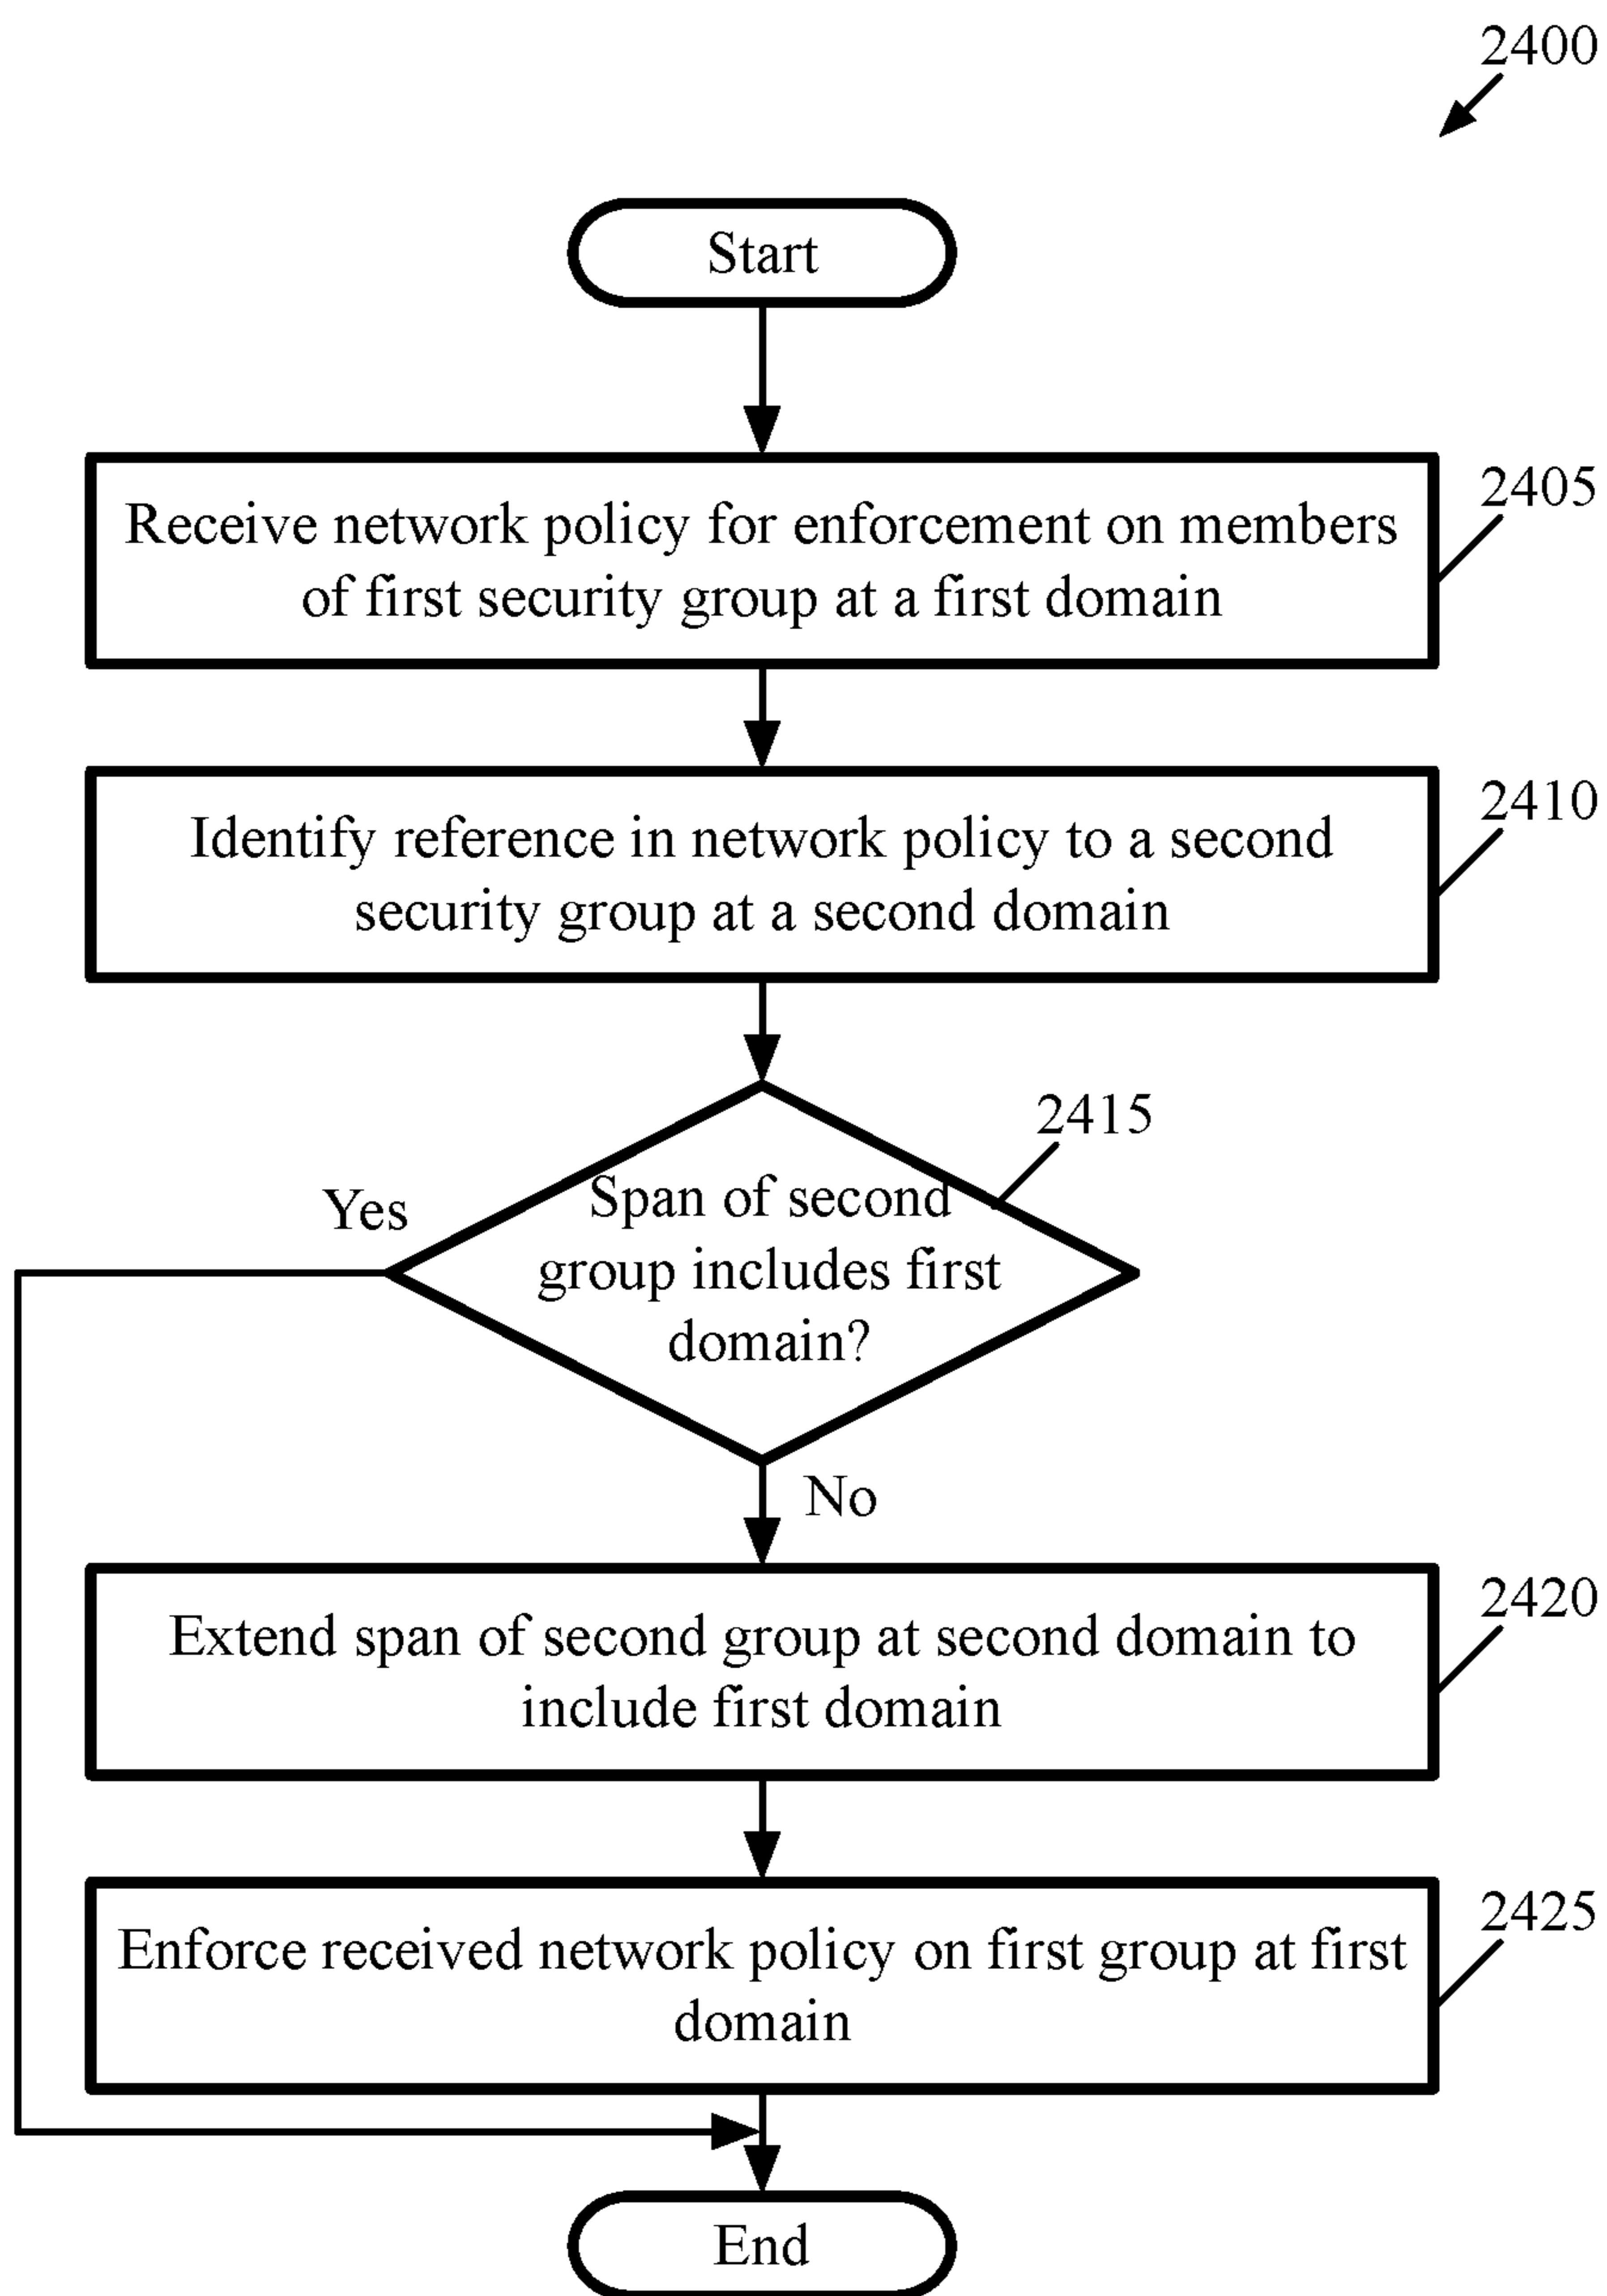 2400
Start
Receive network policy for enforcement on members
of first security group at a first domain
2405
Identify reference in network policy to a second
security group at a second domain
2410
2415
Span of second
group includes first
domain?
Yes
No
Extend span of second group at second domain to
include first domain
2420
Enforce received network policy on first group at first
domain
2425
End